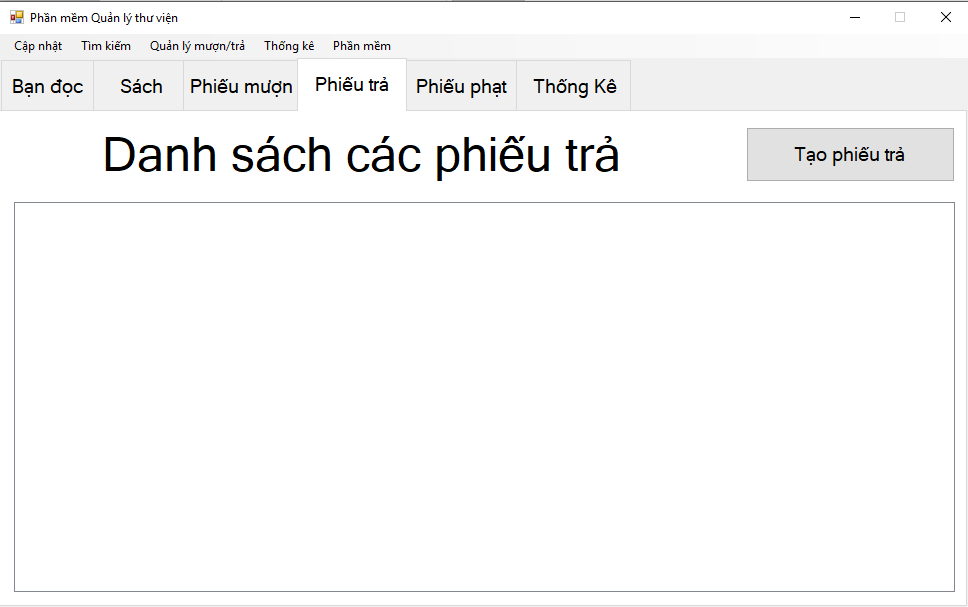 Phần mềm Quản lý thư viện
Cập nhật Tìm kiếm Quản lý mượn/trả Thống kê Phần mềm
Bạn đọc Sách Phiếu mượn Phiếu trả Phiếu phạt Thống Kê
Danh sách các phiếu trả Tạo phiếu trả